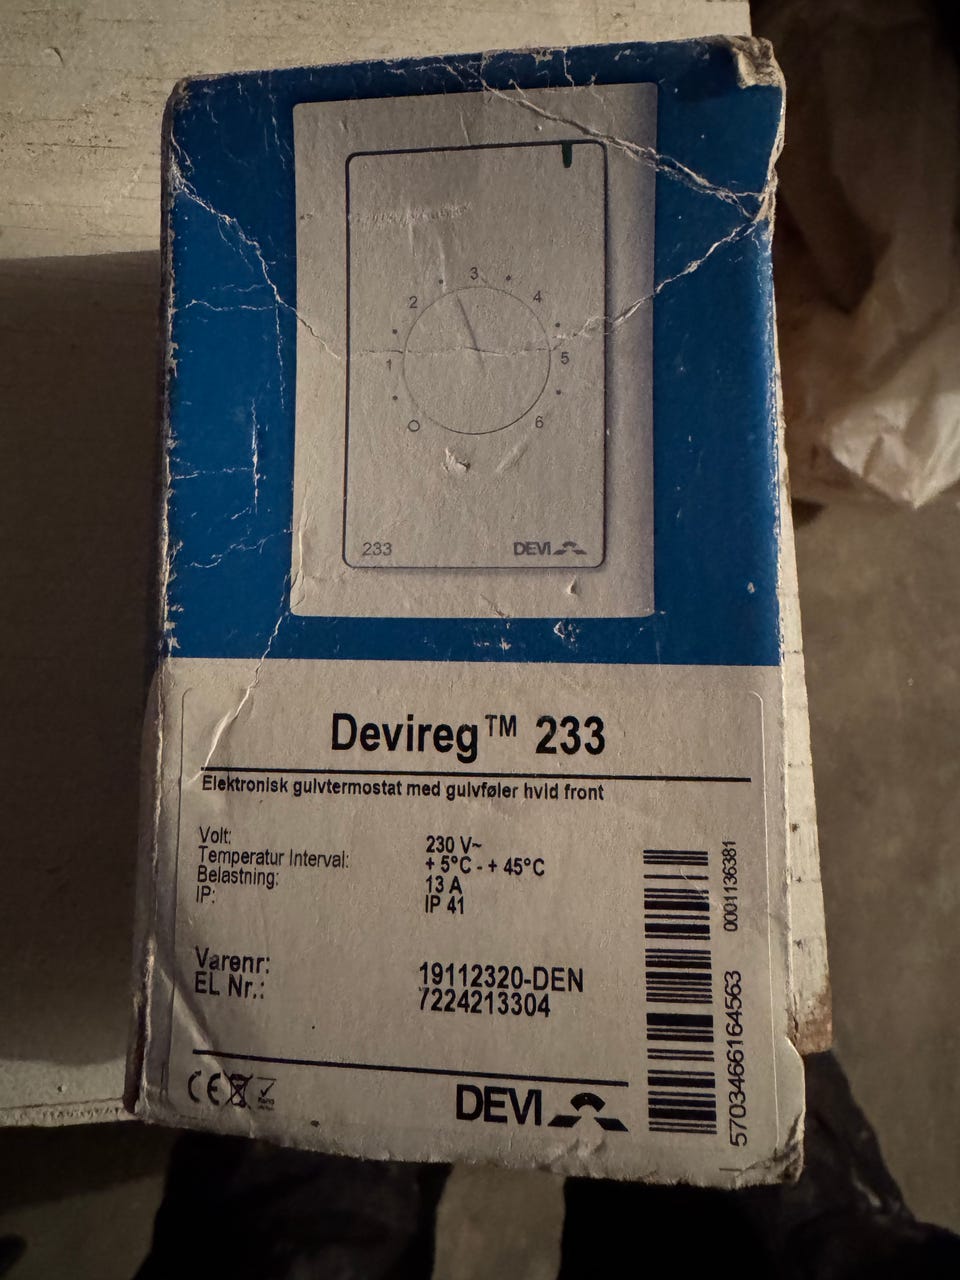 3
2
4
1
5
6
233
DEVI
Devireg™ 233
Elektronisk gulvtermostat med gulvføler hvid front
Volt: 230 V~
Temperatur Interval: + 5°C - + 45°C
Belastning: 13 A
IP: IP 41
Varenr: 19112320-DEN
EL Nr.: 7224213304
CE
DEVI
5703466164563
0001136381